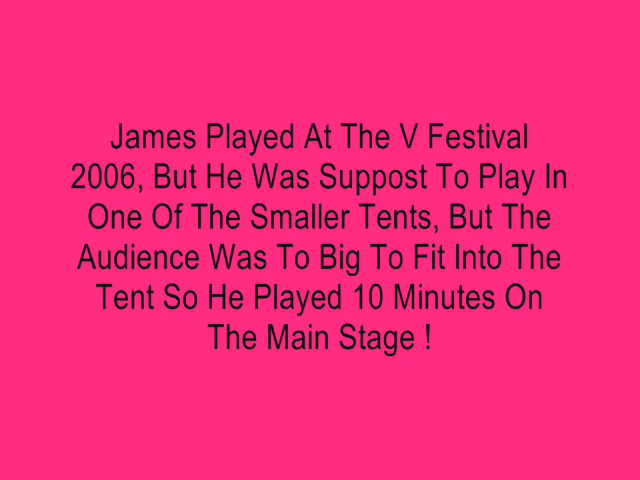 James Played At The V Festival
2006, But He Was Suppost To Play In
One Of The Smaller Tents, But The
Audience Was To Big To Fit Into The
Tent So He Played 10 Minutes On
The Main Stage !